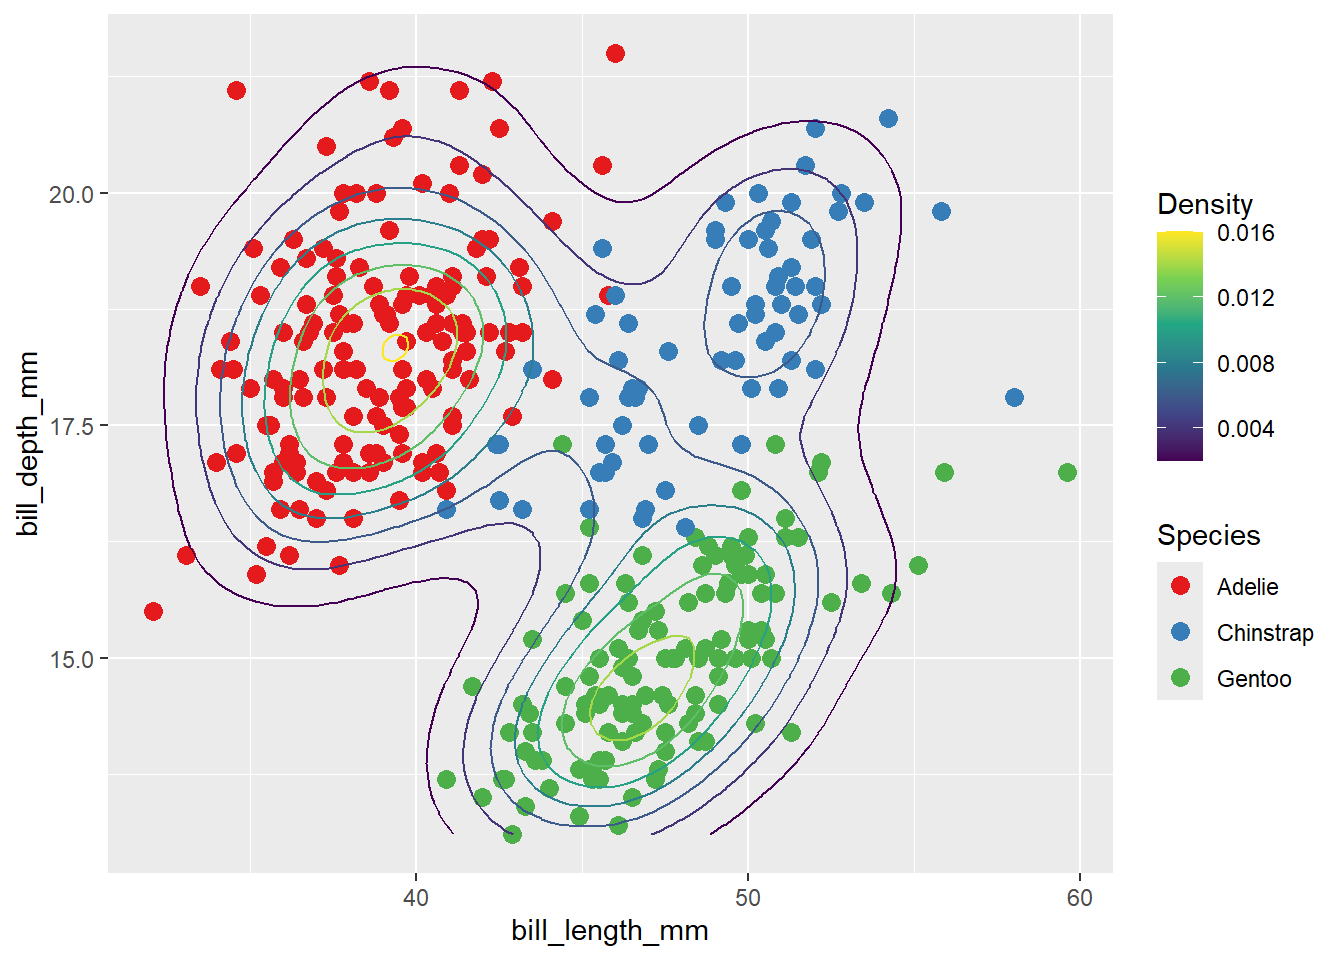 20.0
17.5
15.0
bill_depth_mm
40
50
60
bill_length_mm
Density
0.016
0.012
0.008
0.004
Species
Adelie
Chinstrap
Gentoo